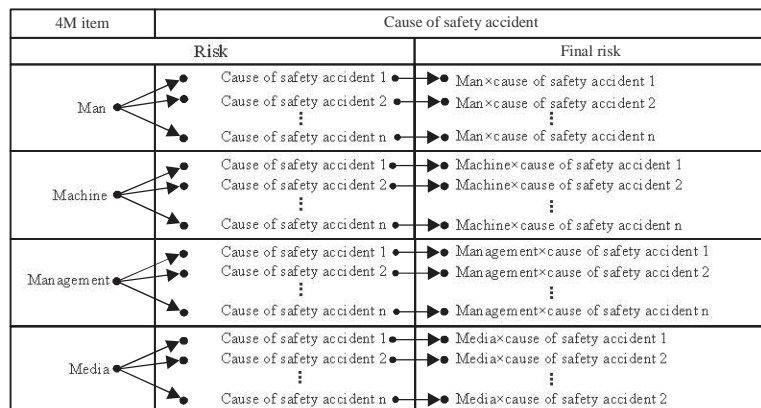 4M item Cause of safety accident
Risk Final risk
Cause of safety accident 1 Man×cause of safety accident 1
Man Cause of safety accident 2 Man×cause of safety accident 2
Cause of safety accident n Man×cause of safety accident n
Cause of safety accident 1 Machine×cause of safety accident 1
Machine Cause of safety accident 2 Machine×cause of safety accident 2
Cause of safety accident n Machine×cause of safety accident n
Cause of safety accident 1 Management×cause of safety accident 1
Management Cause of safety accident 2 Management×cause of safety accident 2
Cause of safety accident n Management×cause of safety accident n
Cause of safety accident 1 Media×cause of safety accident 1
Media Cause of safety accident 2 Media×cause of safety accident 2
Cause of safety accident n Media×cause of safety accident 2